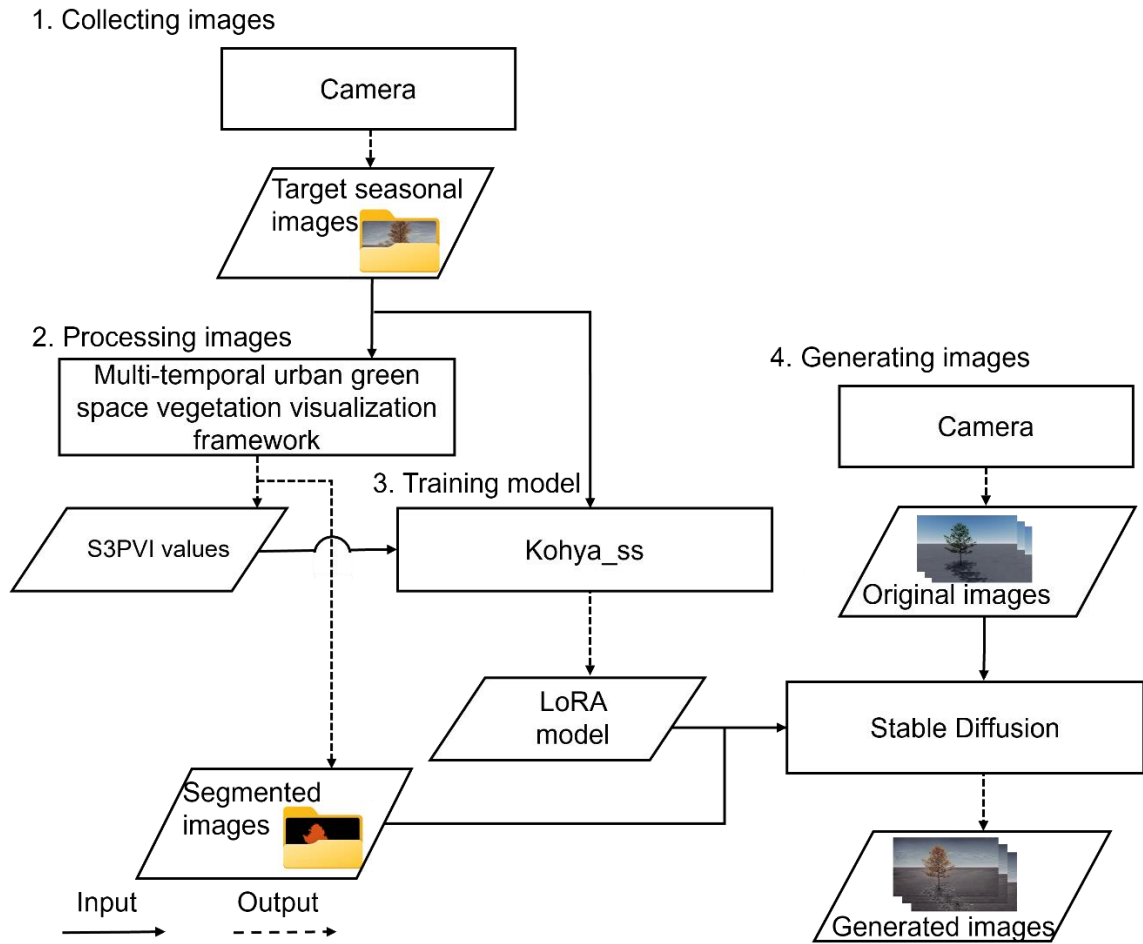 1. Collecting images
Camera
Target seasonal
images
2. Processing images
Multi-temporal urban green
space vegetation visualization
framework
4. Generating images
Camera
3. Training model
S3PVI values
Kohya_ss
Original images
LoRA
model
Stable Diffusion
Segmented
images
Input
Output
Generated images